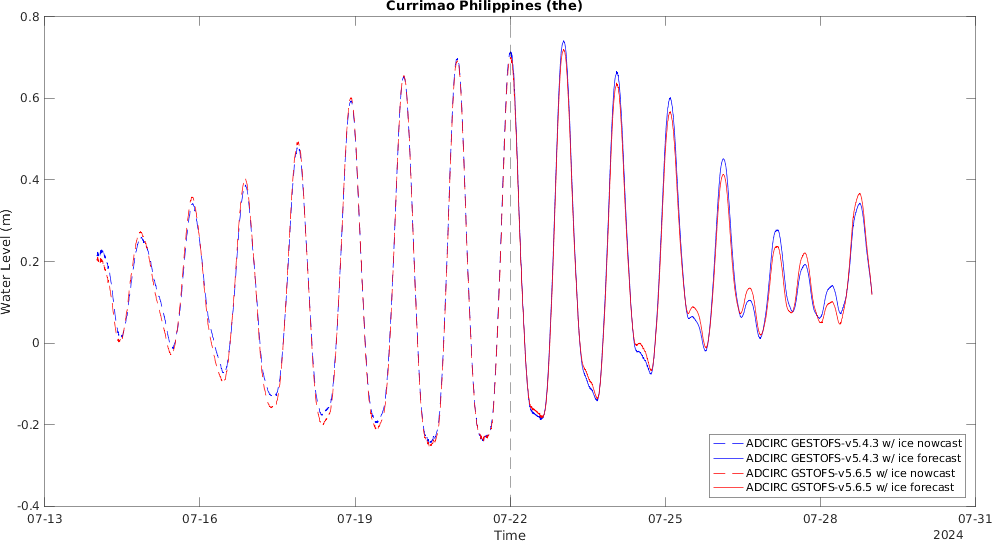 Currimao Philippines (the)
0.8
0.6
0.4
0.2
0
-0.2
-0.4
Water Level (m)
07-13
07-16
07-19
07-22
07-25
07-28
07-31
Time
2024
ADCIRC GESTOFS-v5.4.3 w/ ice nowcast
ADCIRC GESTOFS-v5.4.3 w/ ice forecast
ADCIRC GSTOFS-v5.6.5 w/ ice nowcast
ADCIRC GSTOFS-v5.6.5 w/ ice forecast